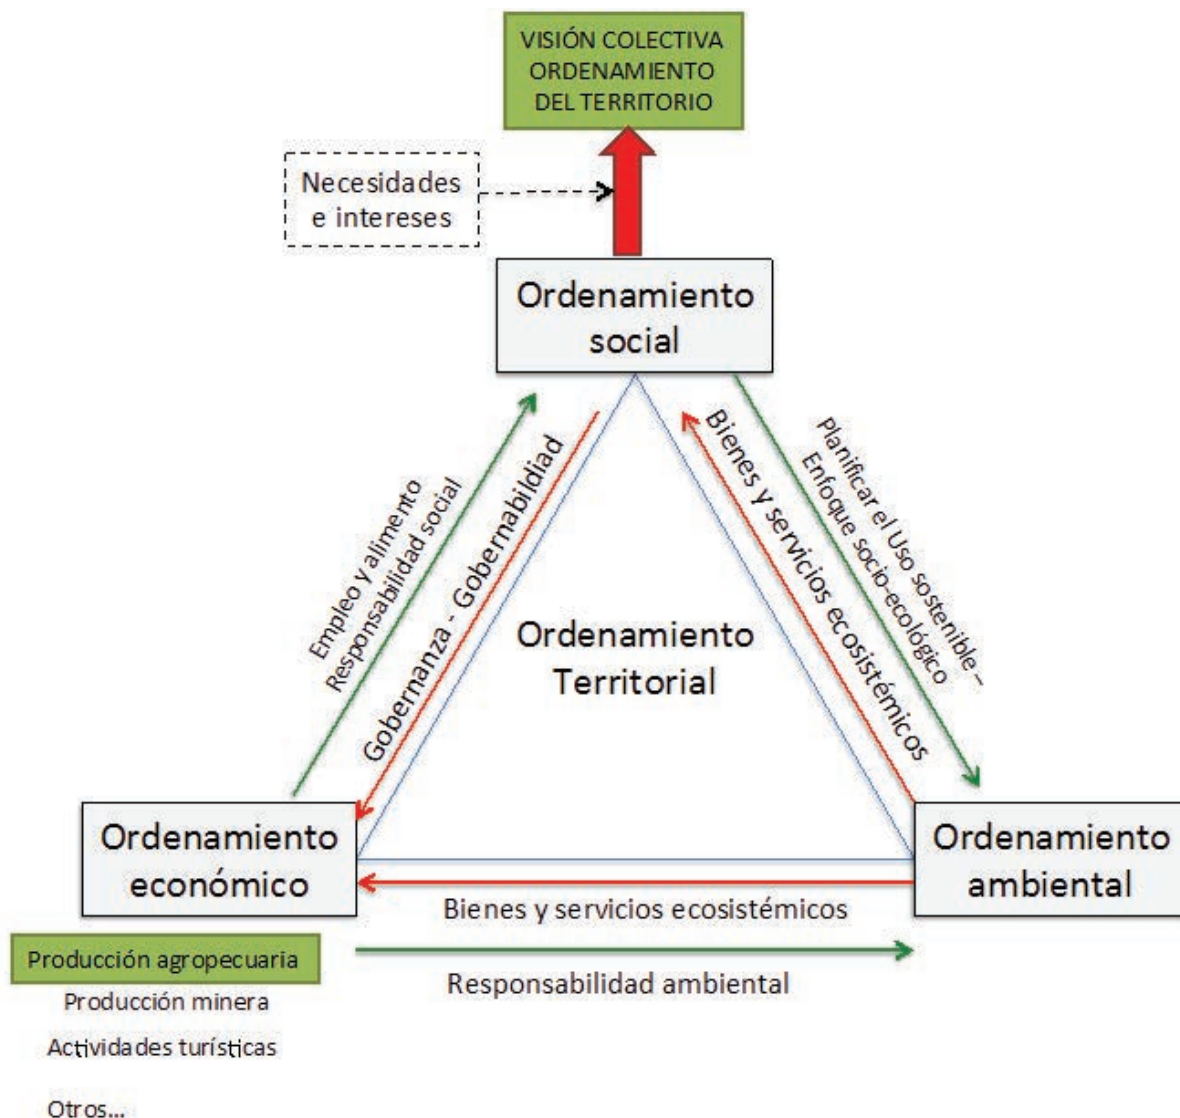 VISIÓN COLECTIVA
ORDENAMIENTO
DEL TERRITORIO
Necesidades
e intereses
Ordenamiento
social
Empleo y alimento
Responsabilidad social
Gobernanza - Gobernabildiad
Bienes y servicios ecosistémicos
Planificar el Uso sostenible –
Enfoque socio-ecológico
Ordenamiento
Territorial
Ordenamiento
económico
Ordenamiento
ambiental
Bienes y servicios ecosistémicos
Responsabilidad ambiental
Producción agropecuaria
Producción minera
Actividades turísticas
Otros...